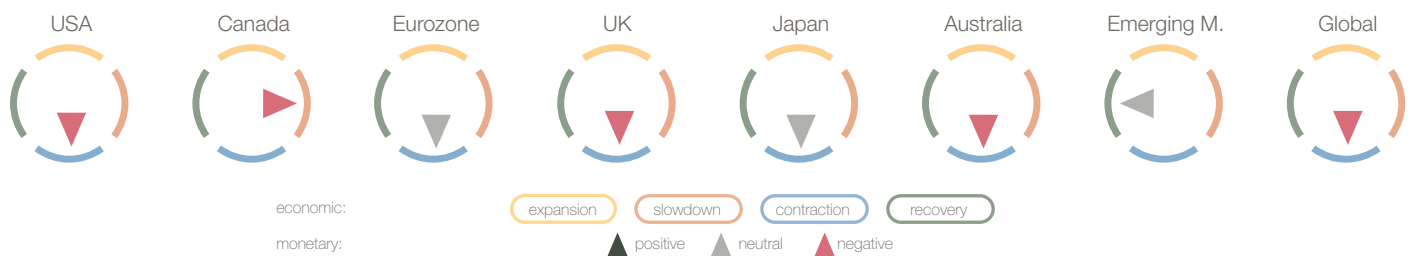 USA Canada Eurozone UK Japan Australia Emerging M. Global
economic: expansion slowdown contraction recovery
monetary: positive neutral negative